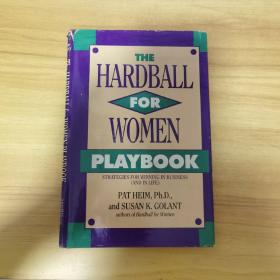 THE
HARDBALL
FOR
WOMEN
PLAYBOOK
STRATEGIES FOR WINNING IN BUSINESS
(AND IN LIFE)
PAT HEIM, Ph.D.,
and SUSAN K. GOLANT
authors of Hardball for Women